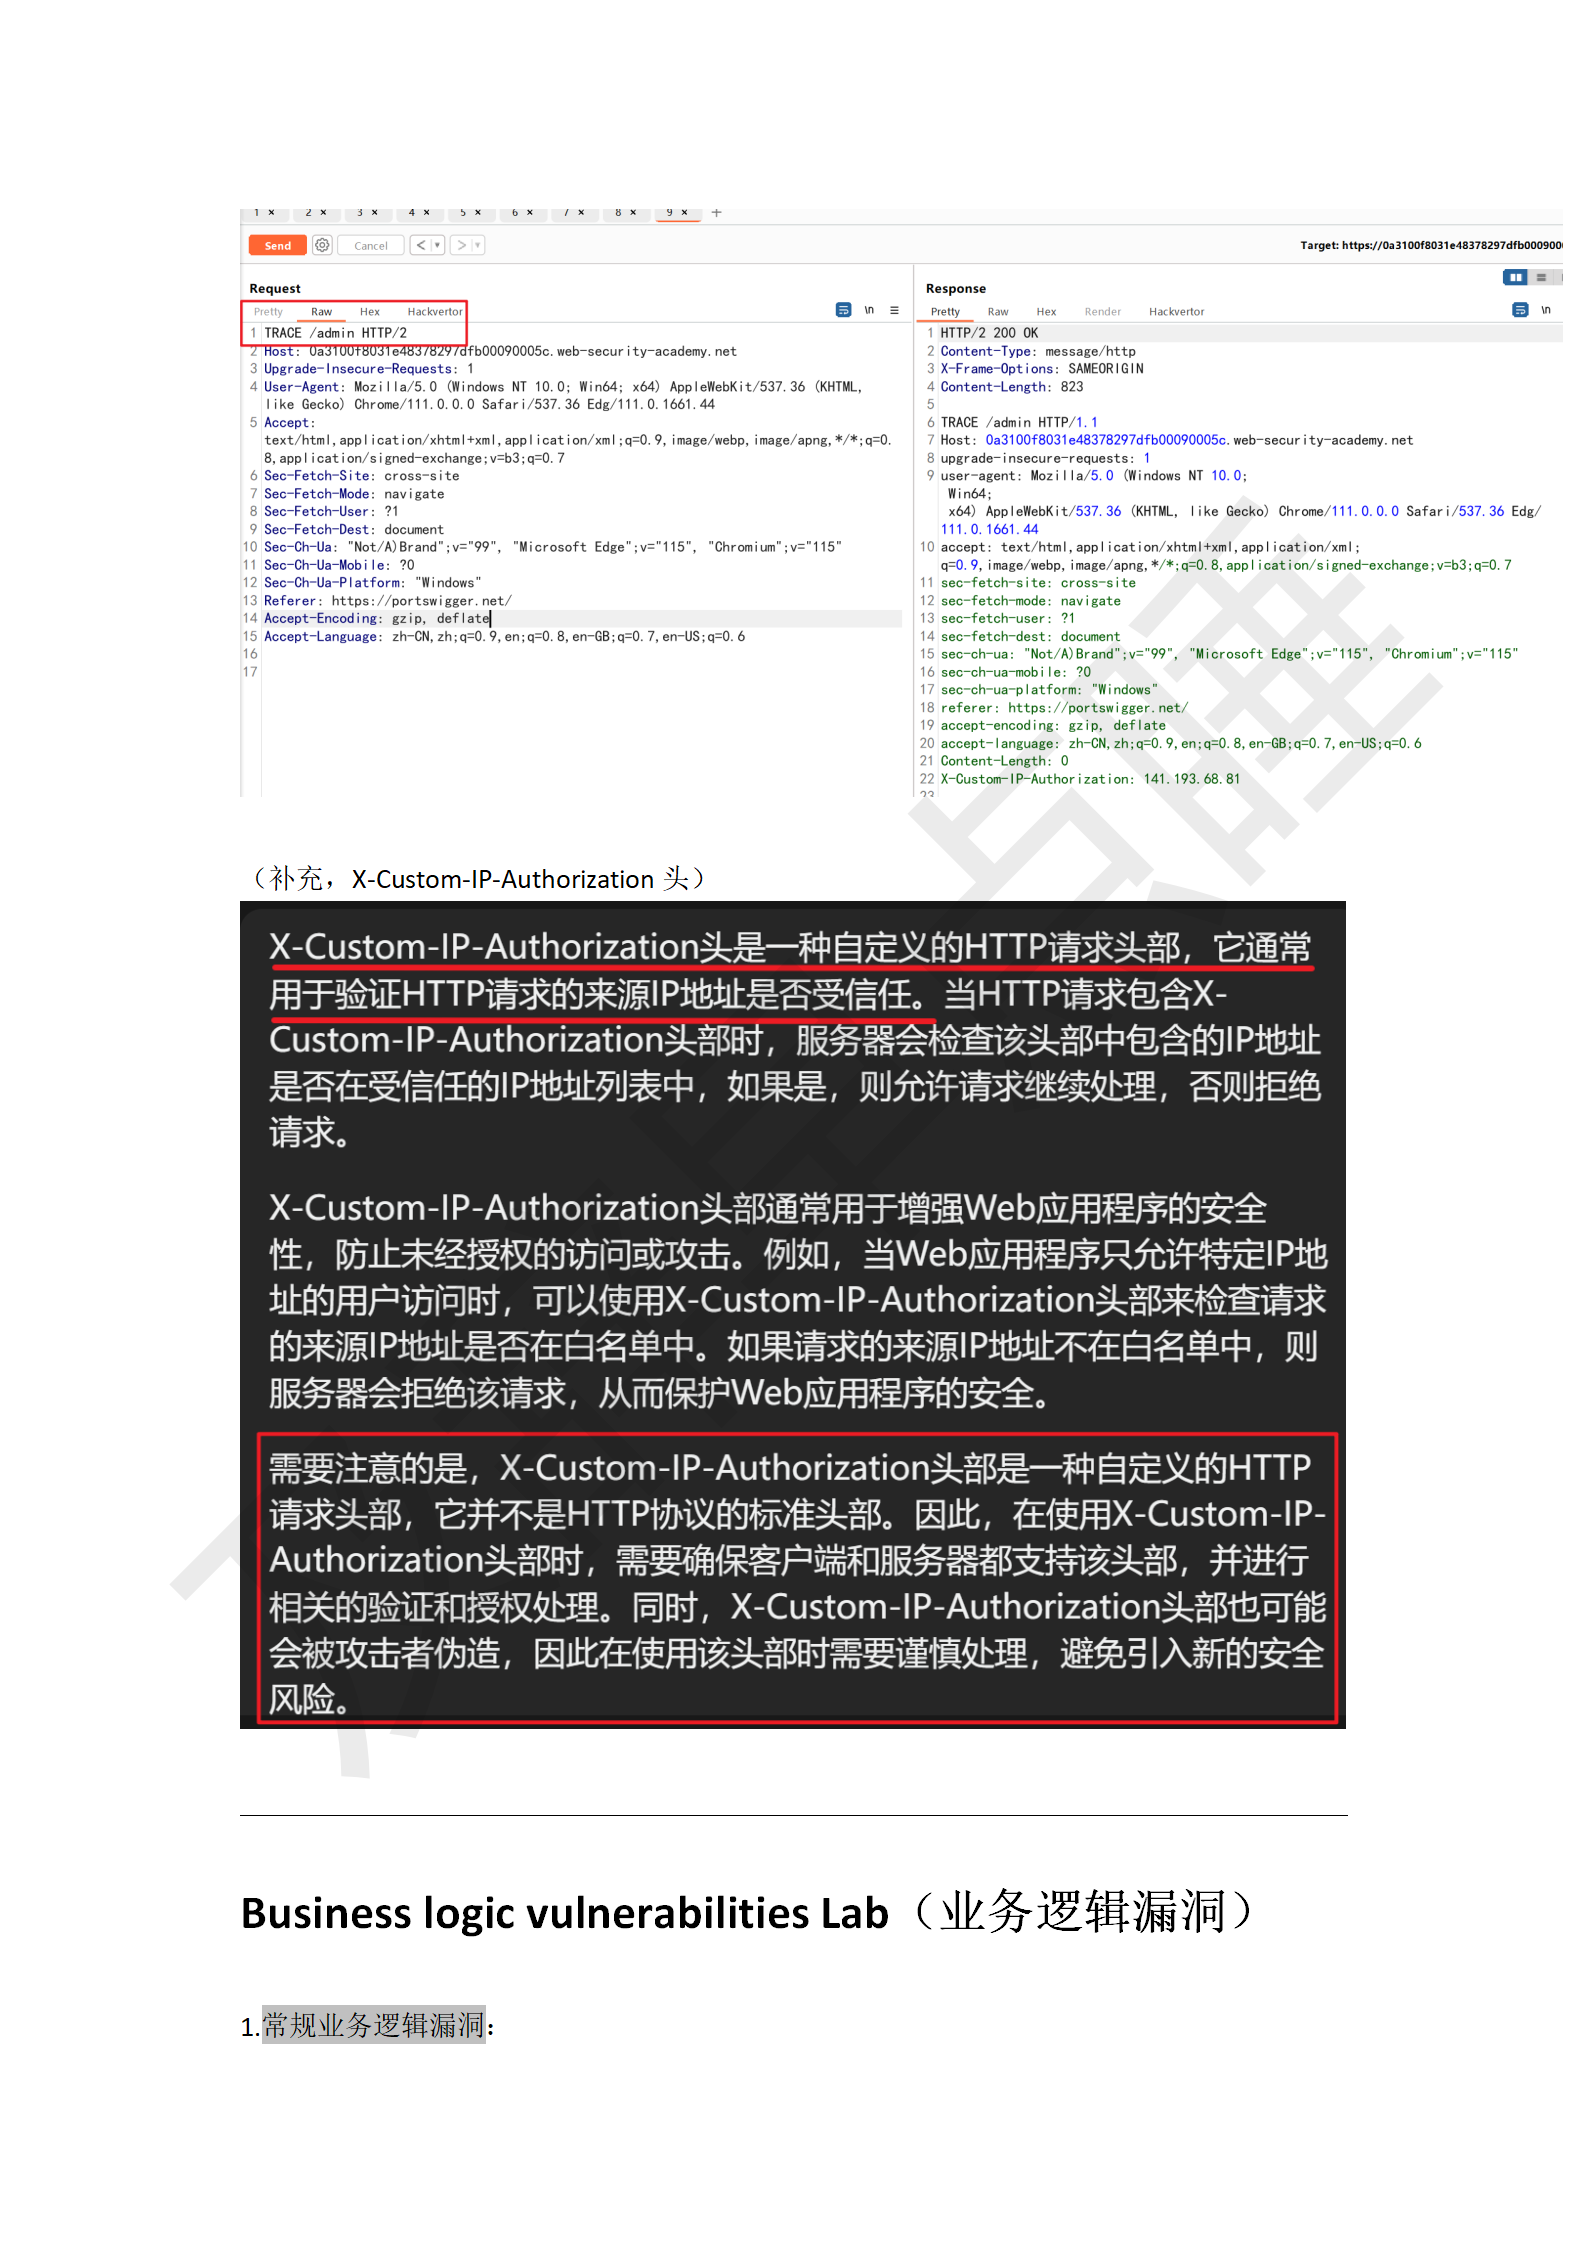 1 × 2 × 3 × 4 × 5 × 6 × 7 × 8 × 9 × +
Send Cancel < ▾ > ▾ Target: https://0a3100f8031e48378297dfb0009000
Request
Pretty Raw Hex Hackvertor \n ≡
1 TRACE /admin HTTP/2
2 Host: 0a3100f8031e48378297dfb00090005c.web-security-academy.net
3 Upgrade-Insecure-Requests: 1
4 User-Agent: Mozilla/5.0 (Windows NT 10.0; Win64; x64) AppleWebKit/537.36 (KHTML,
like Gecko) Chrome/111.0.0.0 Safari/537.36 Edg/111.0.1661.44
5 Accept:
text/html,application/xhtml+xml,application/xml;q=0.9,image/webp,image/apng,*/*;q=0.
8,application/signed-exchange;v=b3;q=0.7
6 Sec-Fetch-Site: cross-site
7 Sec-Fetch-Mode: navigate
8 Sec-Fetch-User: ?1
9 Sec-Fetch-Dest: document
10 Sec-Ch-Ua: "Not/A)Brand";v="99", "Microsoft Edge";v="115", "Chromium";v="115"
11 Sec-Ch-Ua-Mobile: ?0
12 Sec-Ch-Ua-Platform: "Windows"
13 Referer: https://portswigger.net/
14 Accept-Encoding: gzip, deflate
15 Accept-Language: zh-CN,zh;q=0.9,en;q=0.8,en-GB;q=0.7,en-US;q=0.6
16
17
Response
Pretty Raw Hex Render Hackvertor \n
1 HTTP/2 200 OK
2 Content-Type: message/http
3 X-Frame-Options: SAMEORIGIN
4 Content-Length: 823
5
6 TRACE /admin HTTP/1.1
7 Host: 0a3100f8031e48378297dfb00090005c.web-security-academy.net
8 upgrade-insecure-requests: 1
9 user-agent: Mozilla/5.0 (Windows NT 10.0;
Win64;
x64) AppleWebKit/537.36 (KHTML, like Gecko) Chrome/111.0.0.0 Safari/537.36 Edg/
111.0.1661.44
10 accept: text/html,application/xhtml+xml,application/xml;
q=0.9,image/webp,image/apng,*/*;q=0.8,application/signed-exchange;v=b3;q=0.7
11 sec-fetch-site: cross-site
12 sec-fetch-mode: navigate
13 sec-fetch-user: ?1
14 sec-fetch-dest: document
15 sec-ch-ua: "Not/A)Brand";v="99", "Microsoft Edge";v="115", "Chromium";v="115"
16 sec-ch-ua-mobile: ?0
17 sec-ch-ua-platform: "Windows"
18 referer: https://portswigger.net/
19 accept-encoding: gzip, deflate
20 accept-language: zh-CN,zh;q=0.9,en;q=0.8,en-GB;q=0.7,en-US;q=0.6
21 Content-Length: 0
22 X-Custom-IP-Authorization: 141.193.68.81
23
（补充，X-Custom-IP-Authorization 头）
X-Custom-IP-Authorization头是一种自定义的HTTP请求头部，它通常
用于验证HTTP请求的来源IP地址是否受信任。当HTTP请求包含X-
Custom-IP-Authorization头部时，服务器会检查该头部中包含的IP地址
是否在受信任的IP地址列表中，如果是，则允许请求继续处理，否则拒绝
请求。
X-Custom-IP-Authorization头部通常用于增强Web应用程序的安全
性，防止未经授权的访问或攻击。例如，当Web应用程序只允许特定IP地
址的用户访问时，可以使用X-Custom-IP-Authorization头部来检查请求
的来源IP地址是否在白名单中。如果请求的来源IP地址不在白名单中，则
服务器会拒绝该请求，从而保护Web应用程序的安全。
需要注意的是，X-Custom-IP-Authorization头部是一种自定义的HTTP
请求头部，它并不是HTTP协议的标准头部。因此，在使用X-Custom-IP-
Authorization头部时，需要确保客户端和服务器都支持该头部，并进行
相关的验证和授权处理。同时，X-Custom-IP-Authorization头部也可能
会被攻击者伪造，因此在使用该头部时需要谨慎处理，避免引入新的安全
风险。
Business logic vulnerabilities Lab（业务逻辑漏洞）
1.常规业务逻辑漏洞：